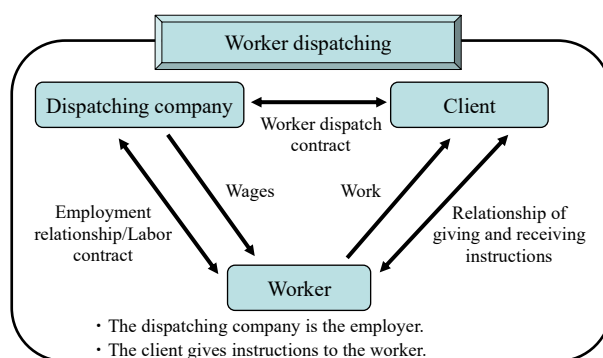 Worker dispatching
Dispatching company
Client
Worker dispatch
contract
Wages
Work
Employment
relationship/Labor
contract
Relationship of
giving and receiving
instructions
Worker
・The dispatching company is the employer.
・The client gives instructions to the worker.